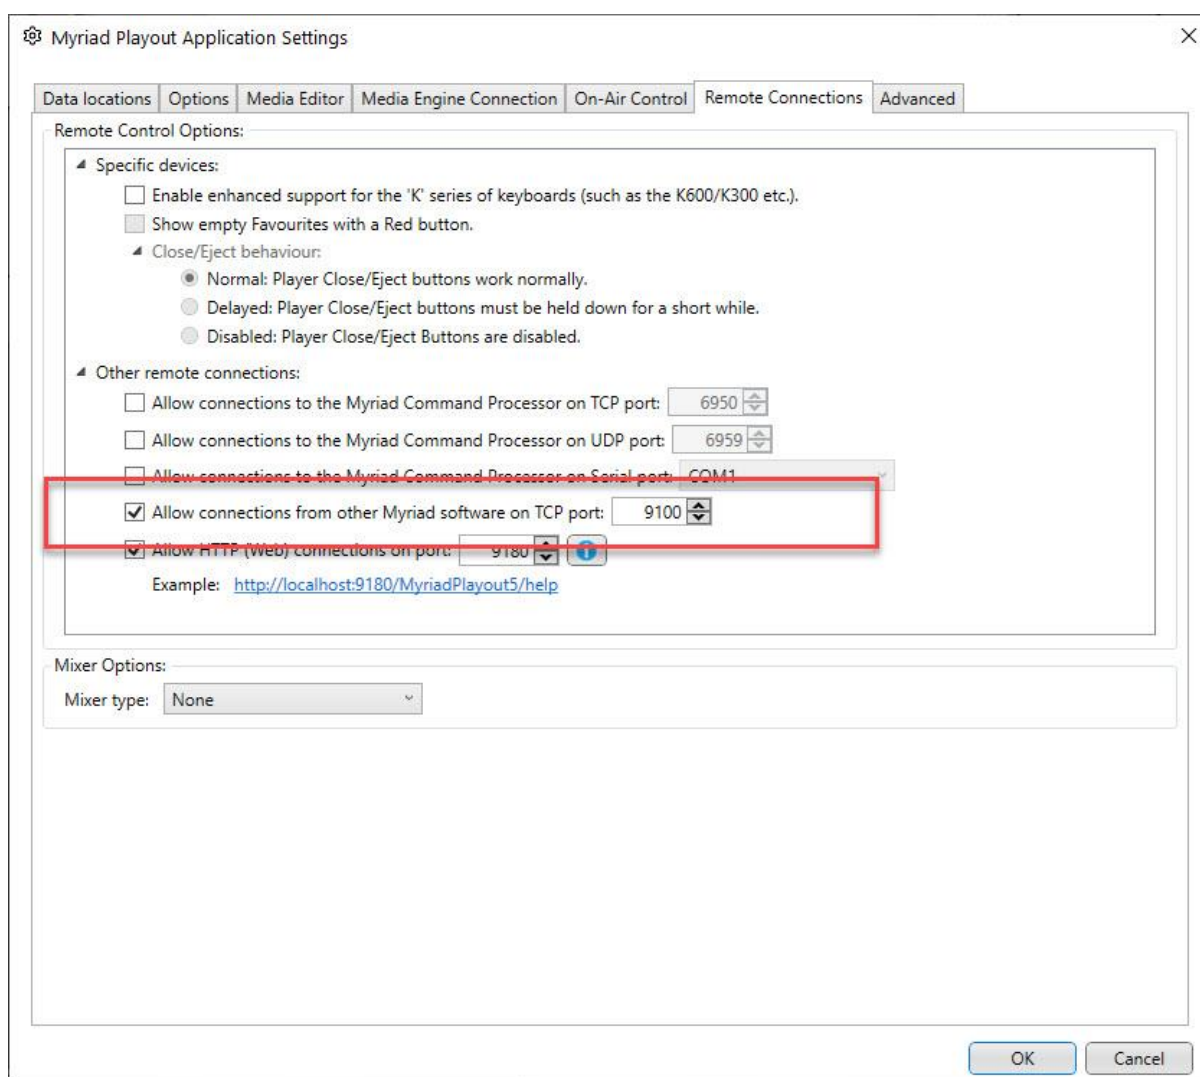 Myriad Playout Application Settings
Data locations Options Media Editor Media Engine Connection On-Air Control Remote Connections Advanced
Remote Control Options:
Specific devices:
Enable enhanced support for the 'K' series of keyboards (such as the K600/K300 etc.).
Show empty Favourites with a Red button.
Close/Eject behaviour:
Normal: Player Close/Eject buttons work normally.
Delayed: Player Close/Eject buttons must be held down for a short while.
Disabled: Player Close/Eject Buttons are disabled.
Other remote connections:
Allow connections to the Myriad Command Processor on TCP port: 6950
Allow connections to the Myriad Command Processor on UDP port: 6959
Allow connections to the Myriad Command Processor on Serial port: COM1
Allow connections from other Myriad software on TCP port: 9100
Allow HTTP (Web) connections on port: 9180
Example: http://localhost:9180/MyriadPlayout5/help
Mixer Options:
Mixer type: None
OK Cancel